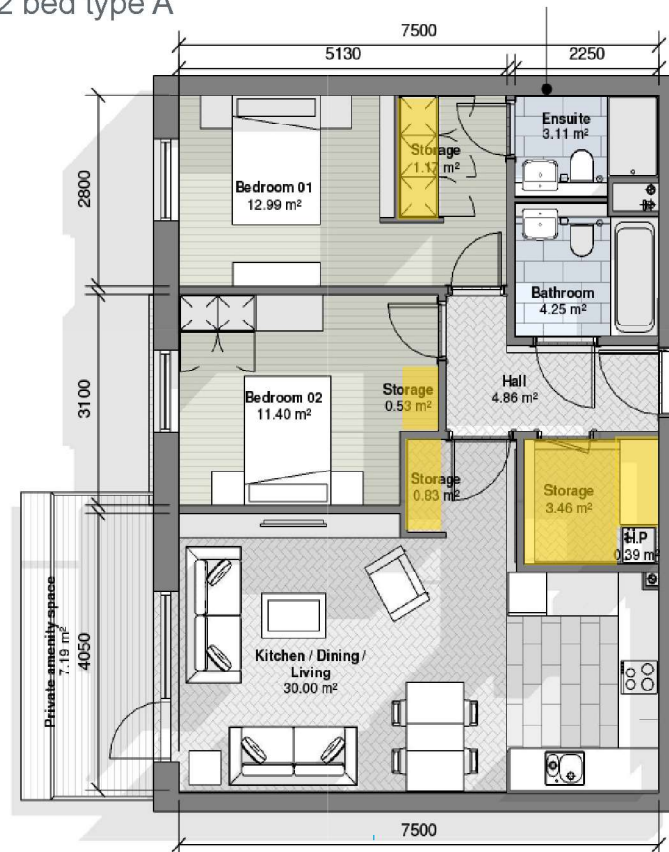 2 bed type A
7500
5130
2250
Ensuite
3.11 m²
Storage
1.17 m²
2800
Bedroom 01
12.99 m²
Bathroom
4.25 m²
3100
Bedroom 02
11.40 m²
Storage
0.53 m²
Hall
4.86 m²
Storage
0.83 m²
Storage
3.46 m²
H.P
0.39 m²
Private amenity space
7.19 m²
4050
Kitchen / Dining /
Living
30.00 m²
7500